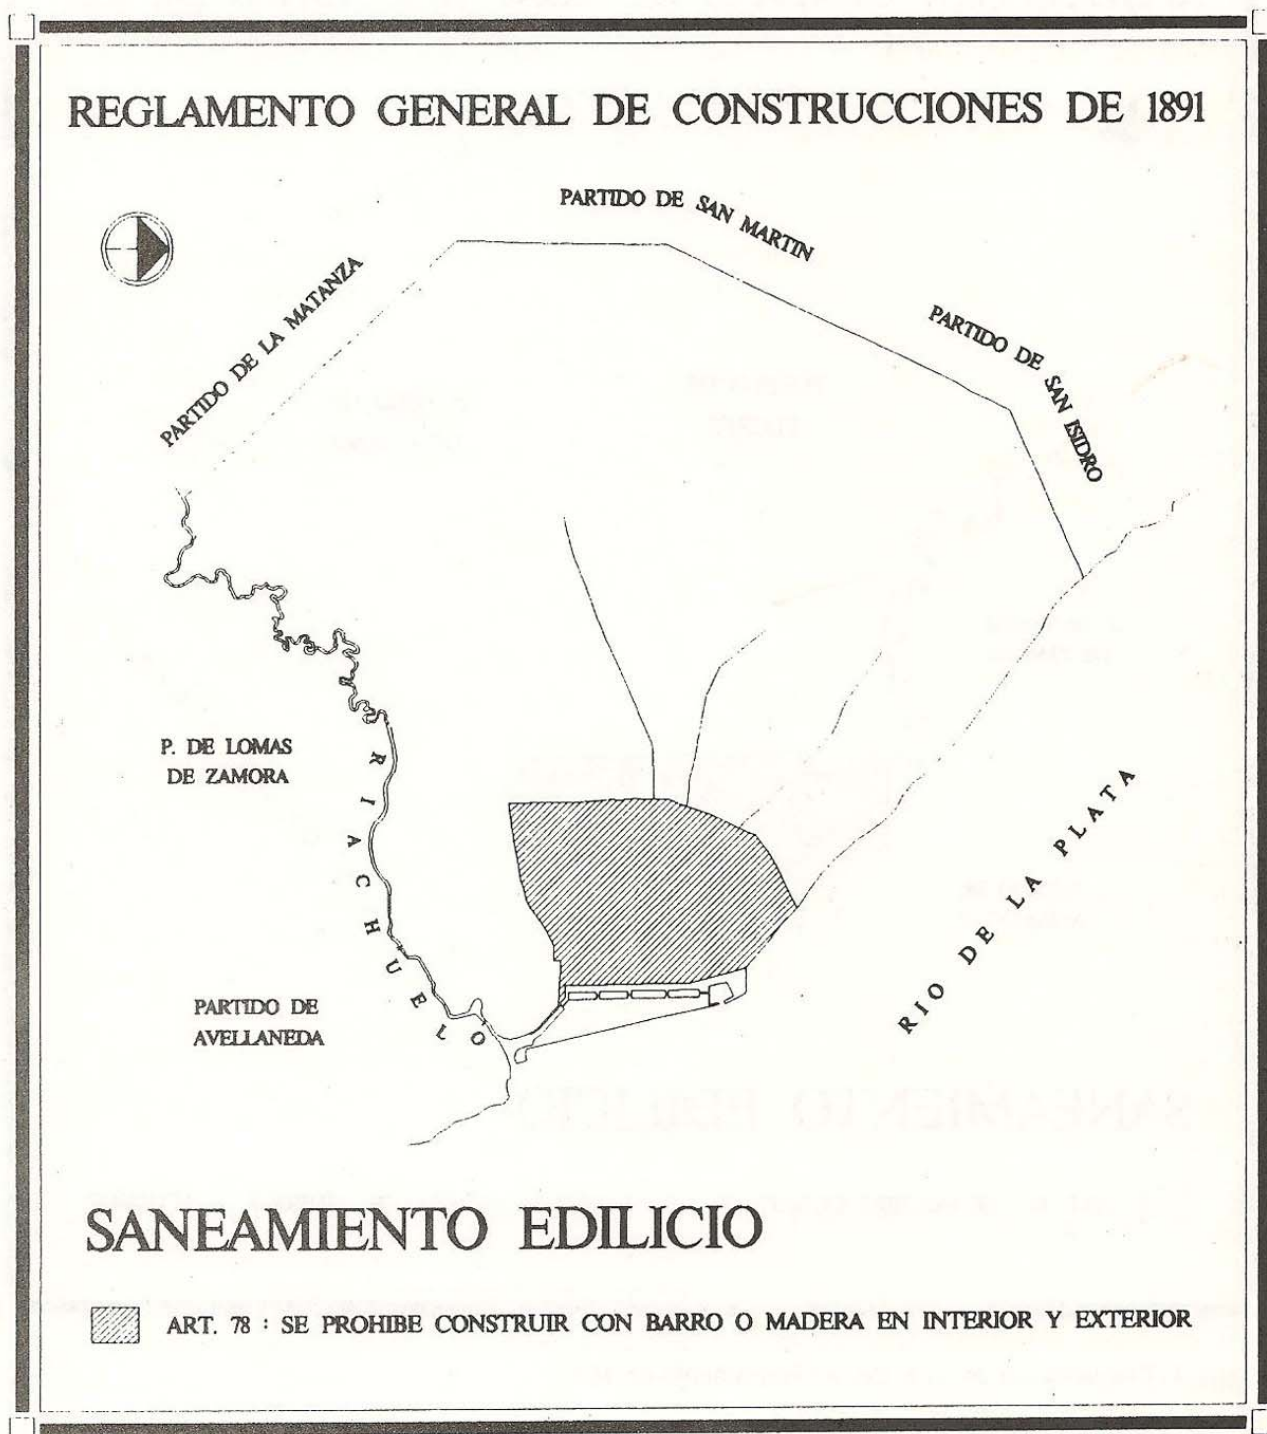 REGLAMENTO GENERAL DE CONSTRUCCIONES DE 1891
PARTIDO DE SAN MARTIN
PARTIDO DE LA MATANZA
PARTIDO DE SAN ISIDRO
P. DE LOMAS
DE ZAMORA
RIACHUELO
RIO DE LA PLATA
PARTIDO DE
AVELLANEDA
SANEAMIENTO EDILICIO
ART. 78 : SE PROHIBE CONSTRUIR CON BARRO O MADERA EN INTERIOR Y EXTERIOR